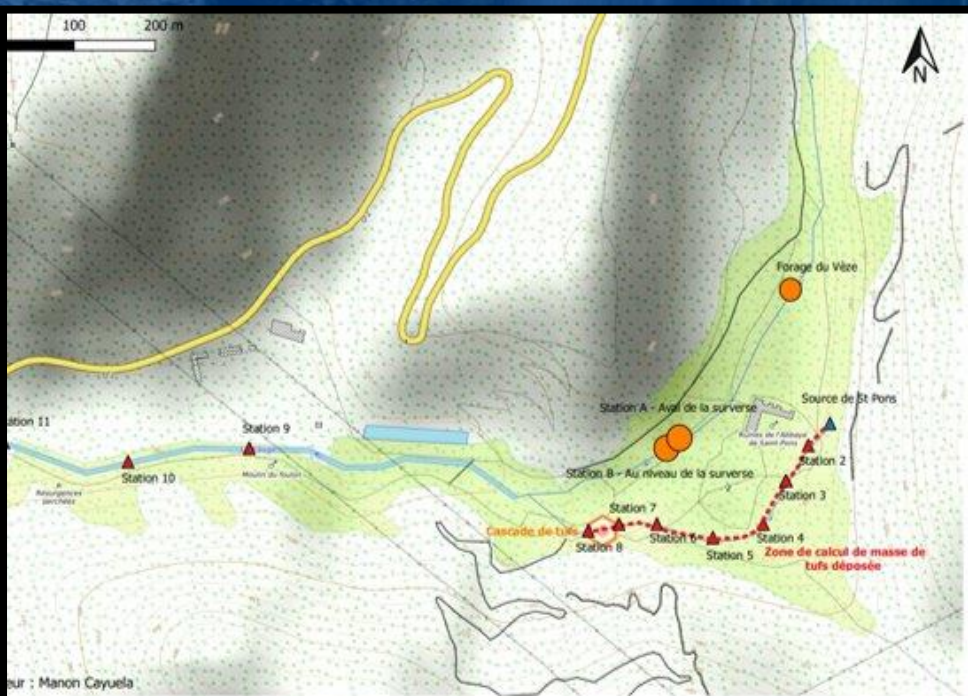 100
200 m
N
Forage du Vèze
Station A - Aval de la surverse
Source de St Pons
Ruines de l'Abbaye
de Saint-Pons
Station 2
tation 11
Station 9
Station B - Au niveau de la surverse
Station 10
Moulin du foulon
Station 3
Résurgences
perchées
Station 7
Cascade de tufs
Station 6
Station 4
Station 8
Station 5
Zone de calcul de masse de
tufs déposée
eur : Manon Cayuela